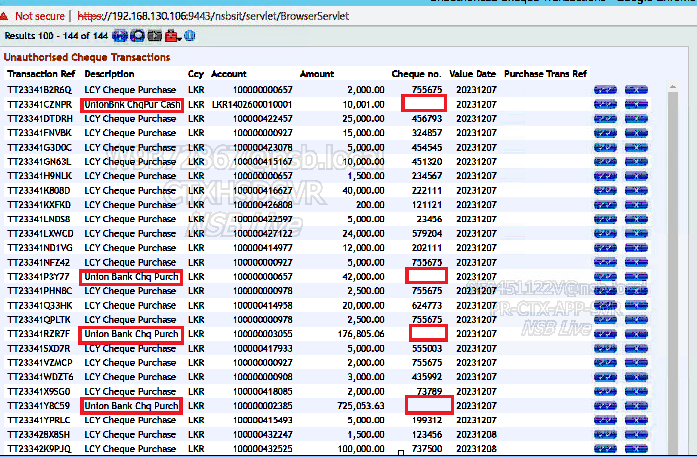 Not secure | https://192.168.130.106:9443/nsbsit/servlet/BrowserServlet
Results 100 - 144 of 144
Unauthorised Cheque Transactions
Transaction Ref Description Ccy Account Amount Cheque no. Value Date Purchase Trans Ref
TT23341B2R6Q LCY Cheque Purchase LKR 100000000657 2,000.00 755675 20231207
TT23341CZNPR UnionBnk ChqPur Cash LKR LKR1402600010001 10,001.00 20231207
TT23341DTDRH LCY Cheque Purchase LKR 100000422457 25,000.00 456793 20231207
TT23341FNVBK LCY Cheque Purchase LKR 100000000927 15,000.00 324857 20231207
TT23341G3D0C LCY Cheque Purchase LKR 100000423078 5,000.00 454545 20231207
TT23341GN63L LCY Cheque Purchase LKR 100000415167 10,000.00 451320 20231207
TT23341H9NLK LCY Cheque Purchase LKR 100000000657 1,500.00 234567 20231207
TT23341KB08D LCY Cheque Purchase LKR 100000416627 40,000.00 222111 20231207
TT23341KXFKD LCY Cheque Purchase LKR 100000426808 200.00 121121 20231207
TT23341LNDS8 LCY Cheque Purchase LKR 100000422597 5,000.00 23456 20231207
TT23341LXWCD LCY Cheque Purchase LKR 100000427122 24,000.00 579204 20231207
TT23341ND1VG LCY Cheque Purchase LKR 100000414977 12,000.00 202111 20231207
TT23341NFZ42 LCY Cheque Purchase LKR 100000000927 5,000.00 755675 20231207
TT23341P3Y77 Union Bank Chq Purch LKR 100000000657 42,000.00 20231207
TT23341PHN8C LCY Cheque Purchase LKR 100000000978 2,500.00 755675 20231207
TT23341Q33HK LCY Cheque Purchase LKR 100000414958 20,000.00 624773 20231207
TT23341QPLTK LCY Cheque Purchase LKR 100000000978 2,500.00 755675 20231207
TT23341RZR7F Union Bank Chq Purch LKR 100000003055 176,805.06 20231207
TT23341SXD7R LCY Cheque Purchase LKR 100000417933 5,000.00 555003 20231207
TT23341VZMCP LCY Cheque Purchase LKR 100000000927 2,000.00 755675 20231207
TT23341WDZT6 LCY Cheque Purchase LKR 100000000908 3,000.00 435992 20231207
TT23341X9SG0 LCY Cheque Purchase LKR 100000418085 2,000.00 73789 20231207
TT23341Y8C59 Union Bank Chq Purch LKR 100000002385 725,053.63 20231207
TT23341YPRLC LCY Cheque Purchase LKR 100000415493 5,000.00 199312 20231207
TT233428X8SH LCY Cheque Purchase LKR 100000432247 1,500.00 123456 20231208
TT23342K9PJQ LCY Cheque Purchase LKR 100000432525 100,000.00 737500 20231208
NSB Live
NSB Live